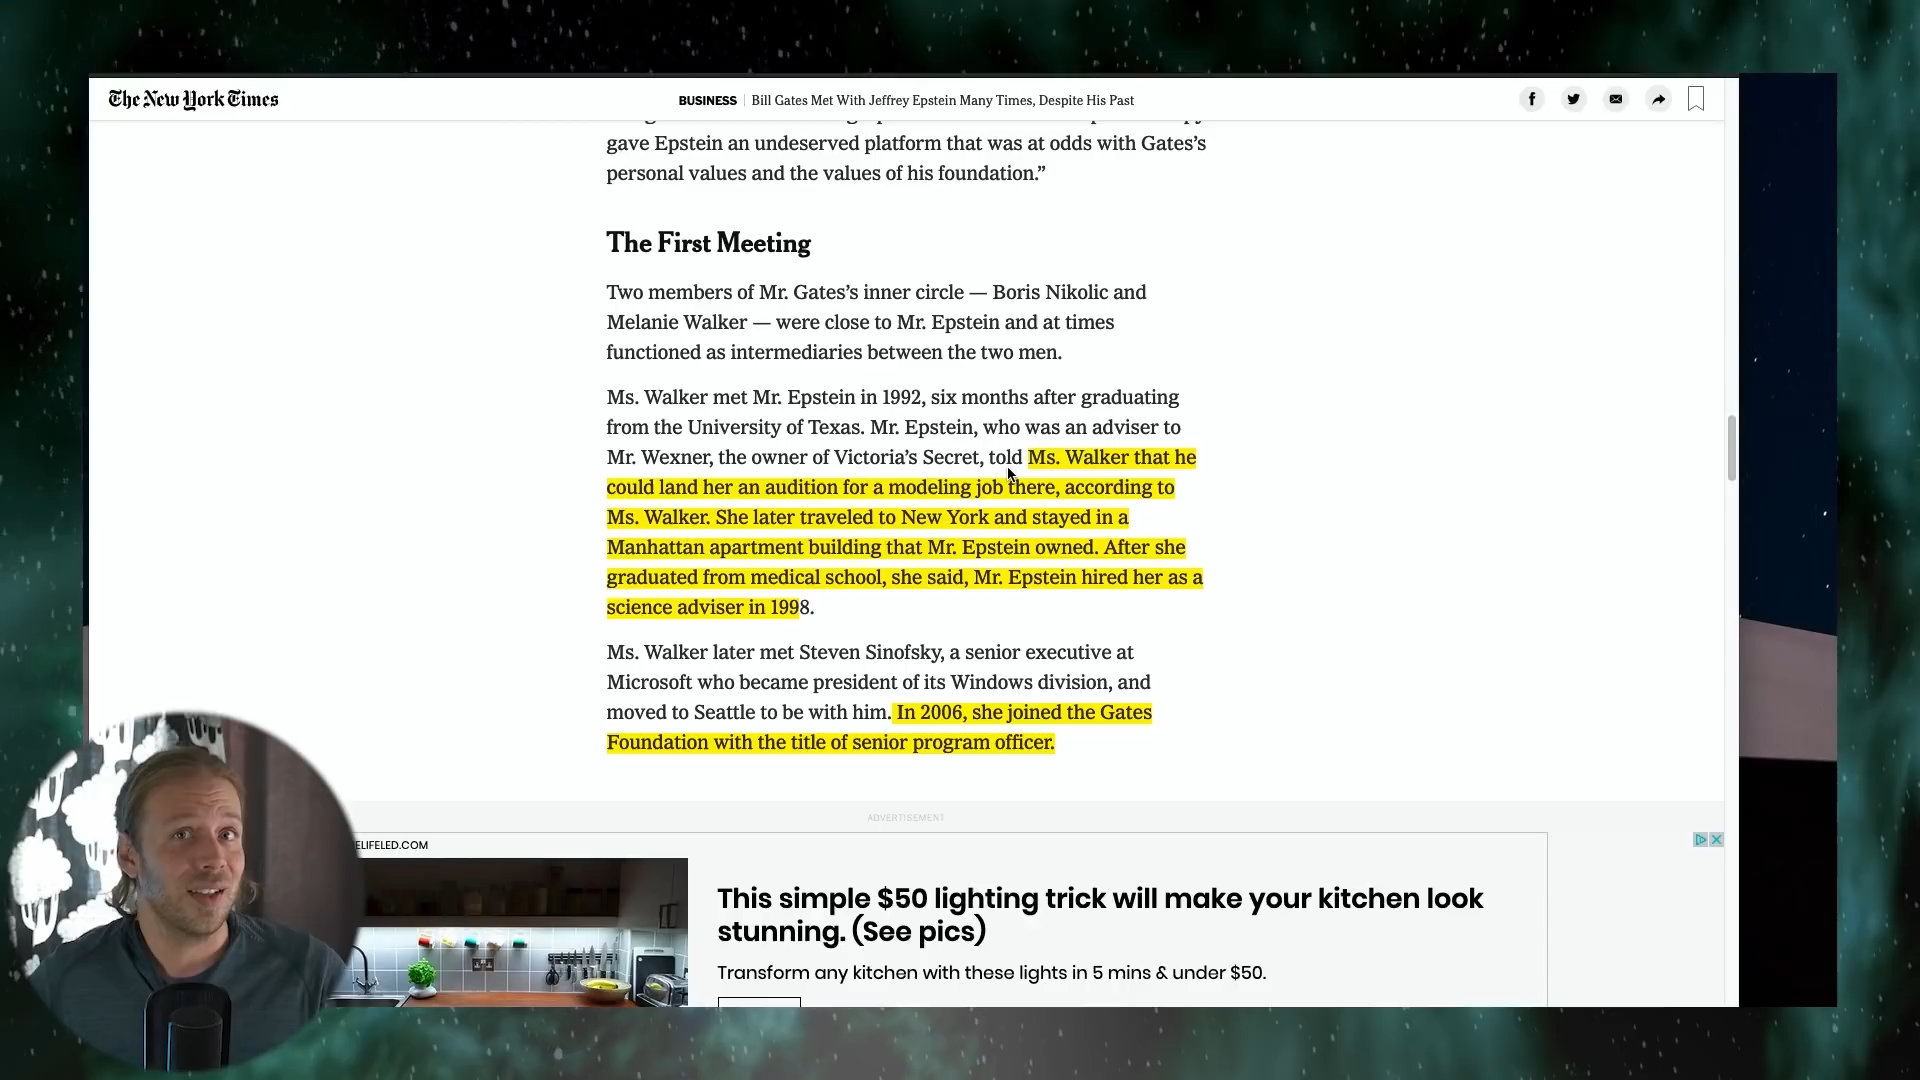 The New York Times
BUSINESS | Bill Gates Met With Jeffrey Epstein Many Times, Despite His Past
gave Epstein an undeserved platform that was at odds with Gates's
personal values and the values of his foundation.”
The First Meeting
Two members of Mr. Gates's inner circle — Boris Nikolic and
Melanie Walker — were close to Mr. Epstein and at times
functioned as intermediaries between the two men.
Ms. Walker met Mr. Epstein in 1992, six months after graduating
from the University of Texas. Mr. Epstein, who was an adviser to
Mr. Wexner, the owner of Victoria's Secret, told Ms. Walker that he
could land her an audition for a modeling job there, according to
Ms. Walker. She later traveled to New York and stayed in a
Manhattan apartment building that Mr. Epstein owned. After she
graduated from medical school, she said, Mr. Epstein hired her as a
science adviser in 1998.
Ms. Walker later met Steven Sinofsky, a senior executive at
Microsoft who became president of its Windows division, and
moved to Seattle to be with him. In 2006, she joined the Gates
Foundation with the title of senior program officer.
ADVERTISEMENT
ELIFELED.COM
This simple $50 lighting trick will make your kitchen look
stunning. (See pics)
Transform any kitchen with these lights in 5 mins & under $50.